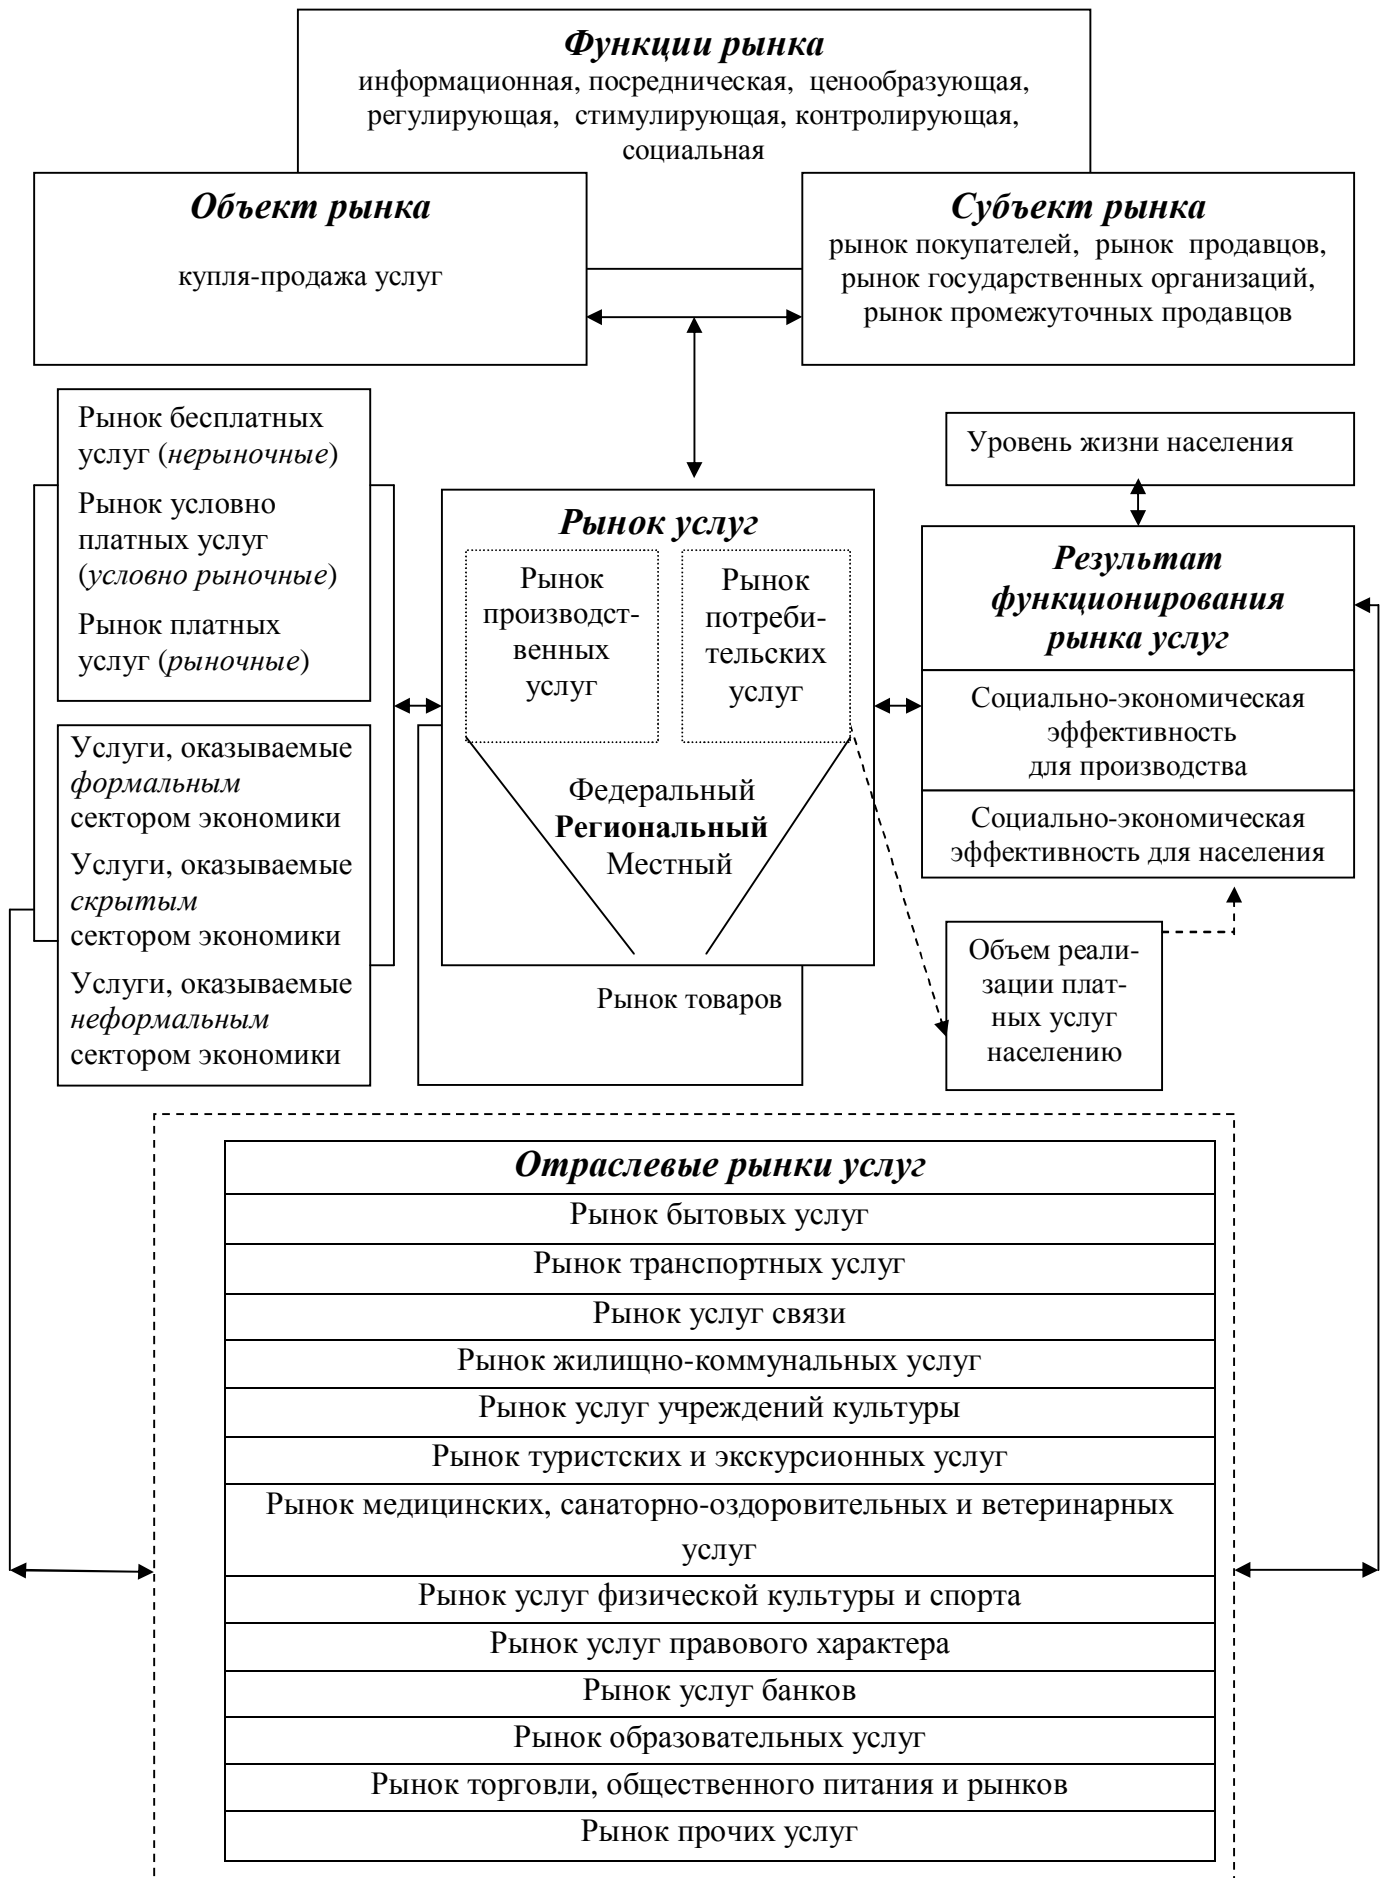 Функции рынка
информационная, посредническая, ценообразующая,
регулирующая, стимулирующая, контролирующая,
социальная
Объект рынка
купля-продажа услуг
Субъект рынка
рынок покупателей, рынок продавцов,
рынок государственных организаций,
рынок промежуточных продавцов
Рынок бесплатных
услуг (нерыночные)
Рынок условно
платных услуг
(условно рыночные)
Рынок платных
услуг (рыночные)
Услуги, оказываемые
формальным
сектором экономики
Услуги, оказываемые
скрытым
сектором экономики
Услуги, оказываемые
неформальным
сектором экономики
Рынок услуг
Рынок
производст-
венных
услуг
Рынок
потреби-
тельских
услуг
Федеральный
Региональный
Местный
Рынок товаров
Уровень жизни населения
Результат
функционирования
рынка услуг
Социально-экономическая
эффективность
для производства
Социально-экономическая
эффективность для населения
Объем реали-
зации плат-
ных услуг
населению
Отраслевые рынки услуг
Рынок бытовых услуг
Рынок транспортных услуг
Рынок услуг связи
Рынок жилищно-коммунальных услуг
Рынок услуг учреждений культуры
Рынок туристских и экскурсионных услуг
Рынок медицинских, санаторно-оздоровительных и ветеринарных
услуг
Рынок услуг физической культуры и спорта
Рынок услуг правового характера
Рынок услуг банков
Рынок образовательных услуг
Рынок торговли, общественного питания и рынков
Рынок прочих услуг